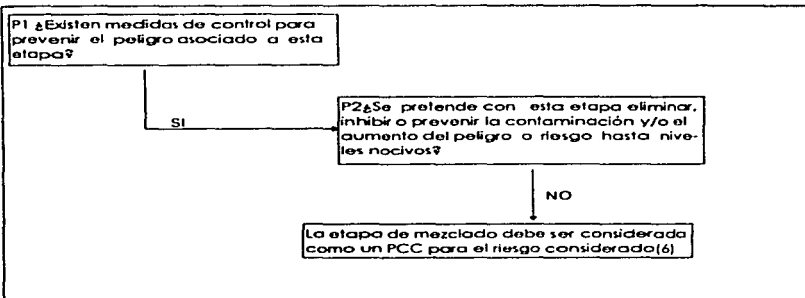 P1 ¿Existen medidas de control para
prevenir el peligro asociado a esta
etapa?
SI
P2¿Se pretende con esta etapa eliminar,
inhibir o prevenir la contaminación y/o el
aumento del peligro o riesgo hasta nive-
les nocivos?
NO
La etapa de mezclado debe ser considerada
como un PCC para el riesgo considerado(6)